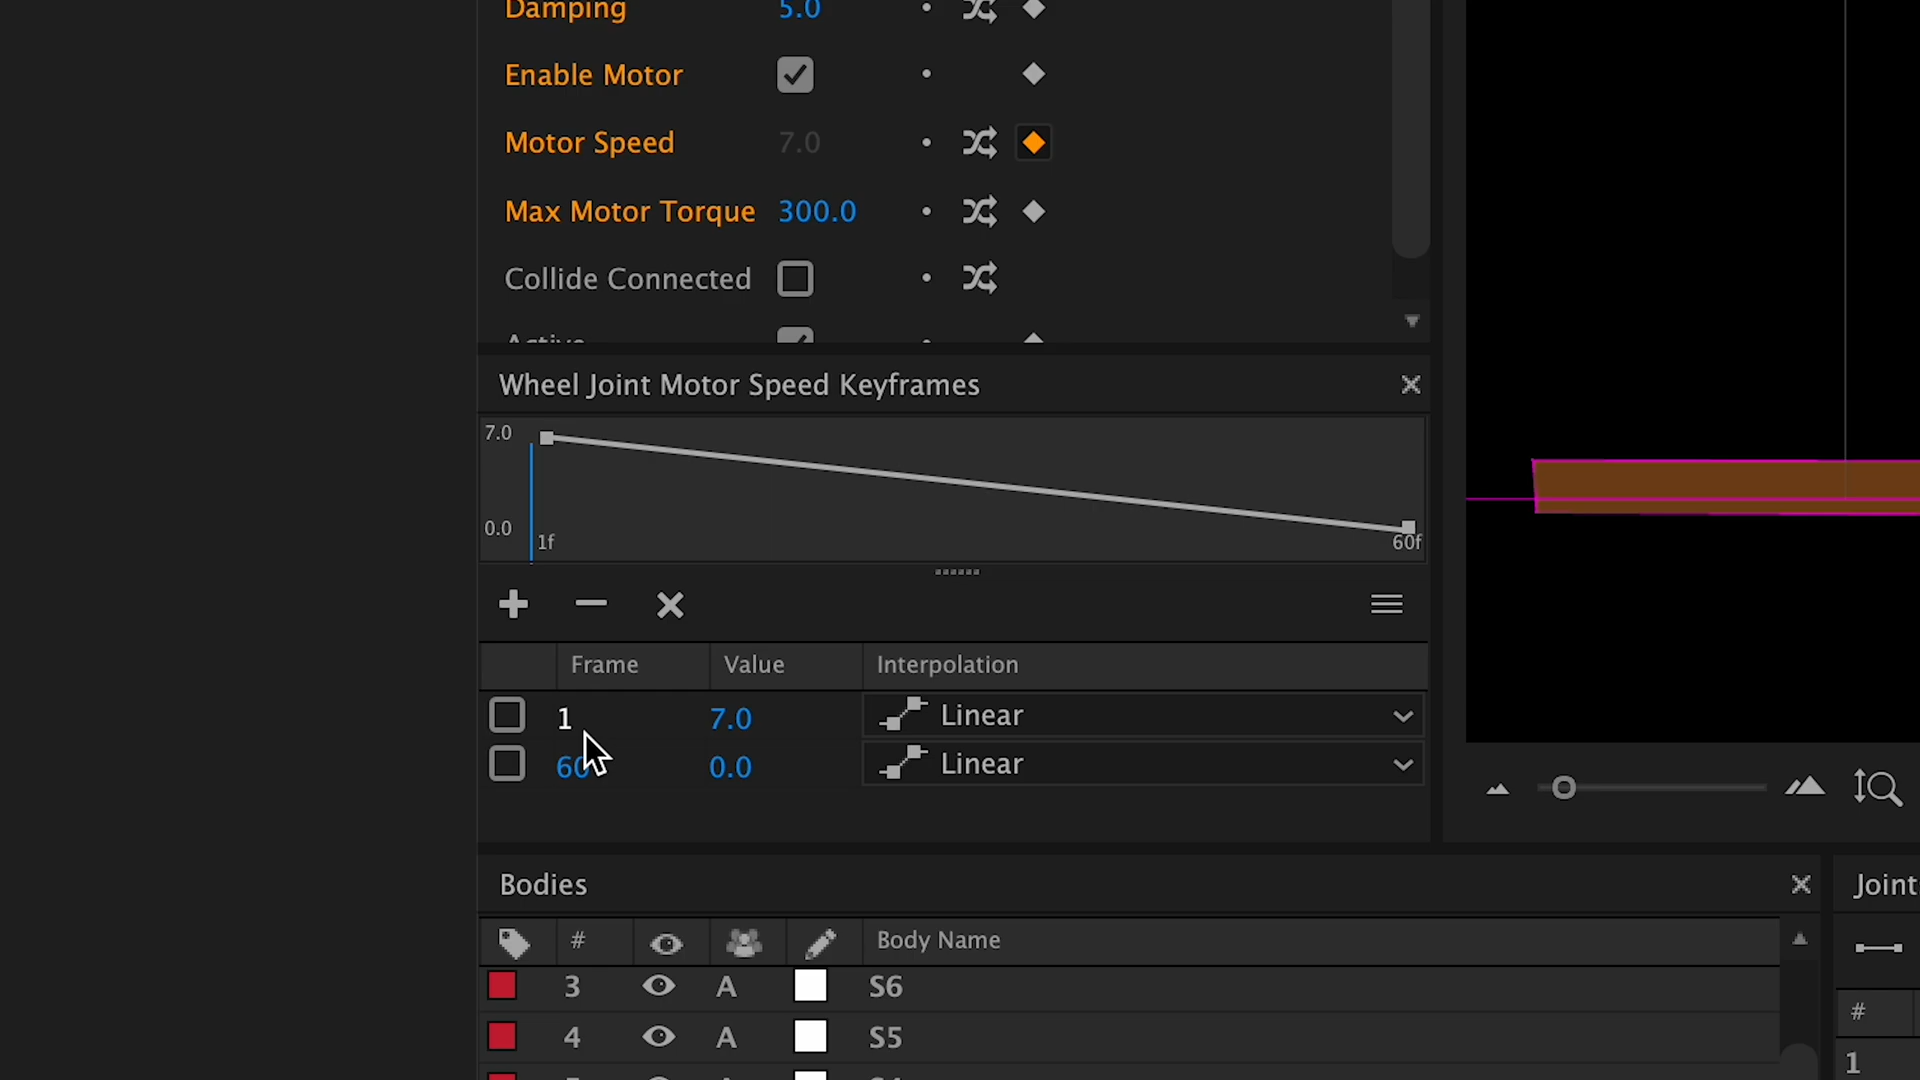 Damping 5.0
Enable Motor
Motor Speed 7.0
Max Motor Torque 300.0
Collide Connected
Active
Wheel Joint Motor Speed Keyframes
7.0
0.0
1f 60f
Frame Value Interpolation
1 7.0 Linear
60 0.0 Linear
Bodies
# Body Name
3 A S6
4 A S5
Joint
#
1